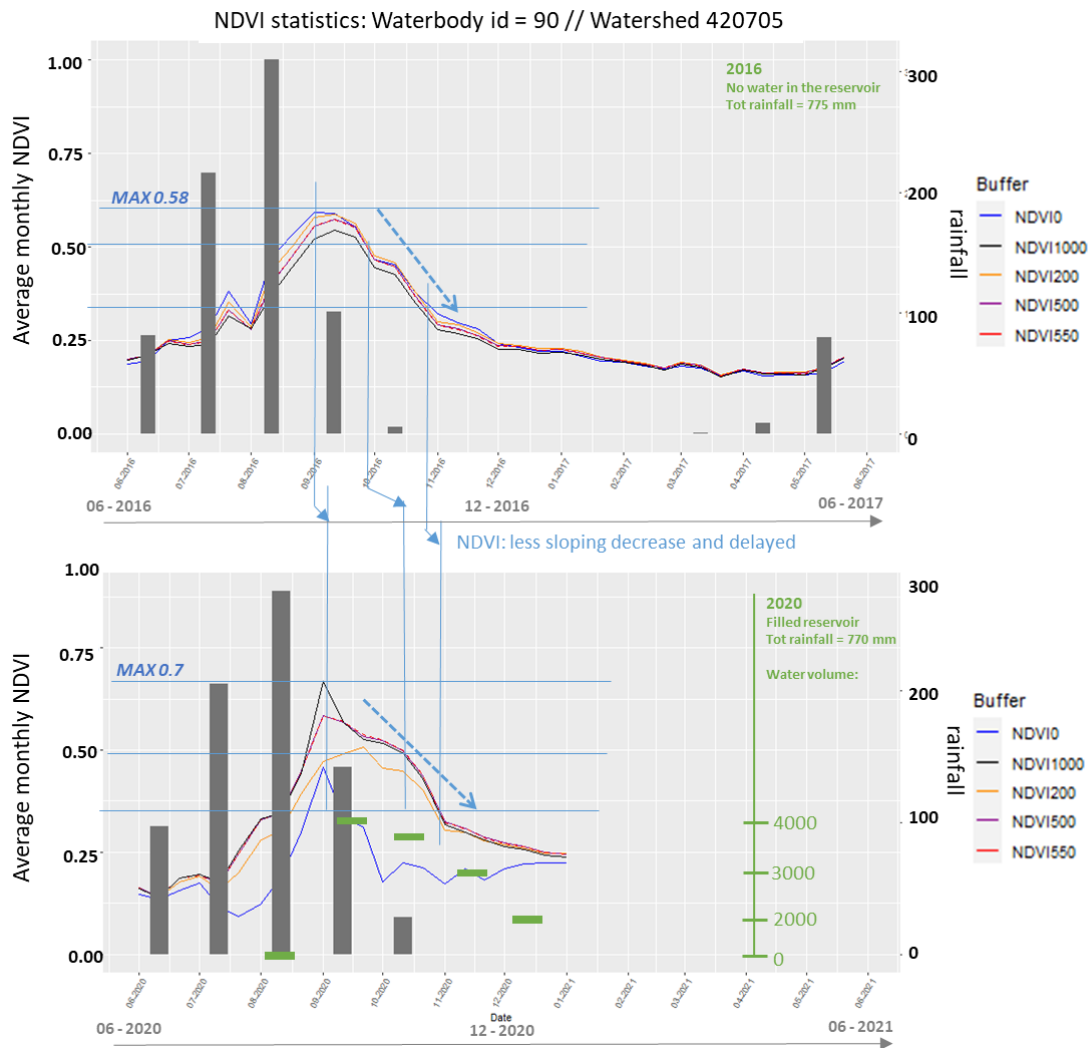 NDVI statistics: Waterbody id = 90 // Watershed 420705
Average monthly NDVI
1.00
0.75
0.50
0.25
0.00
MAX 0.58
2016
No water in the reservoir
Tot rainfall = 775 mm
300
200
100
0
rainfall
Buffer
NDVI0
NDVI1000
NDVI200
NDVI500
NDVI550
06-2016
07-2016
08-2016
09-2016
10-2016
11-2016
12-2016
01-2017
02-2017
03-2017
04-2017
05-2017
06-2017
06 - 2016
12 - 2016
06 - 2017
NDVI: less sloping decrease and delayed
Average monthly NDVI
1.00
0.75
0.50
0.25
0.00
MAX 0.7
2020
Filled reservoir
Tot rainfall = 770 mm
Water volume:
4000
3000
2000
0
300
200
100
0
rainfall
Buffer
NDVI0
NDVI1000
NDVI200
NDVI500
NDVI550
06-2020
07-2020
08-2020
09-2020
10-2020
11-2020
12-2020
01-2021
02-2021
03-2021
04-2021
05-2021
06-2021
Date
06 - 2020
12 - 2020
06 - 2021